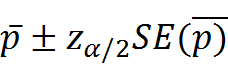 p̅ ± z_{α/2}SE(p̅)